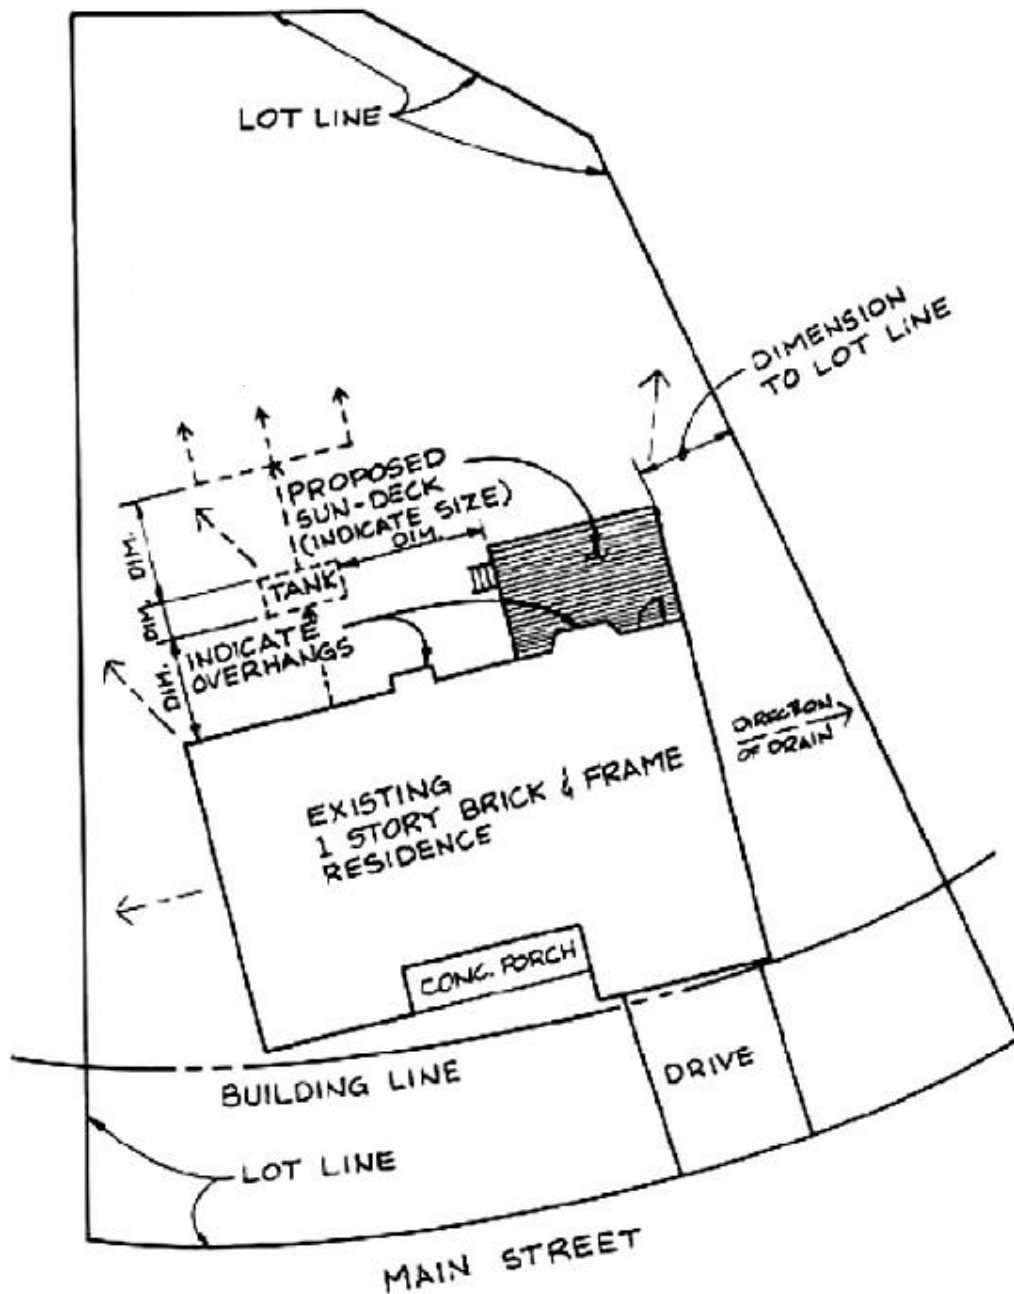 LOT LINE
DIMENSION
TO LOT LINE
PROPOSED
SUN-DECK
(INDICATE SIZE)
DIM.
DIM.
TANK
DIM.
INDICATE
OVERHANGS
DIM.
DIRECTION
OF DRAIN
EXISTING
1 STORY BRICK & FRAME
RESIDENCE
CONC. PORCH
BUILDING LINE
DRIVE
LOT LINE
MAIN STREET